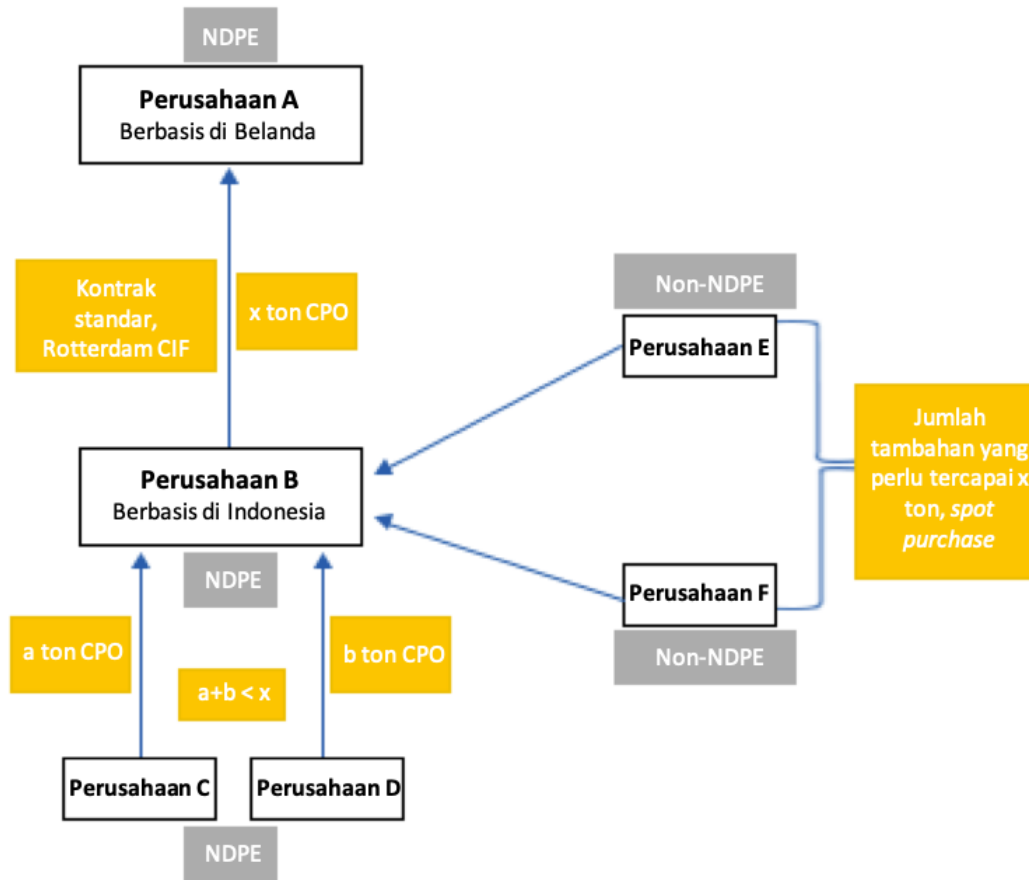 NDPE
Perusahaan A
Berbasis di Belanda
Kontrak
standar,
Rotterdam CIF
x ton CPO
Non-NDPE
Perusahaan E
Jumlah
tambahan yang
perlu tercapai x
ton, spot
purchase
Perusahaan B
Berbasis di Indonesia
NDPE
Perusahaan F
Non-NDPE
a ton CPO
b ton CPO
a+b < x
Perusahaan C
Perusahaan D
NDPE